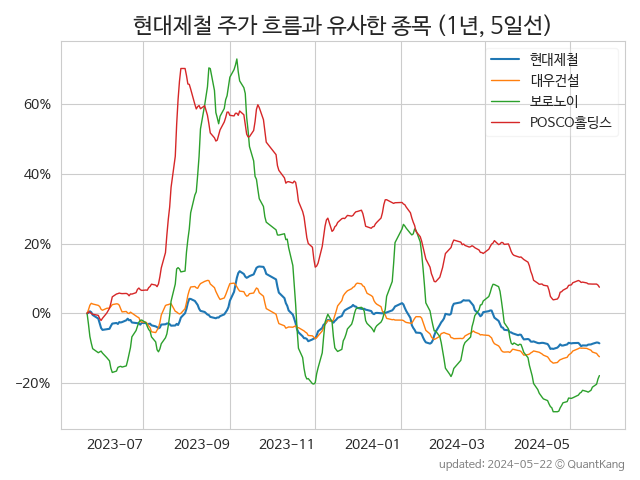 현대제철 주가 흐름과 유사한 종목 (1년, 5일선)
현대제철
대우건설
보로노이
POSCO홀딩스
60%
40%
20%
0%
−20%
2023-07
2023-09
2023-11
2024-01
2024-03
2024-05
updated: 2024-05-22 © QuantKang